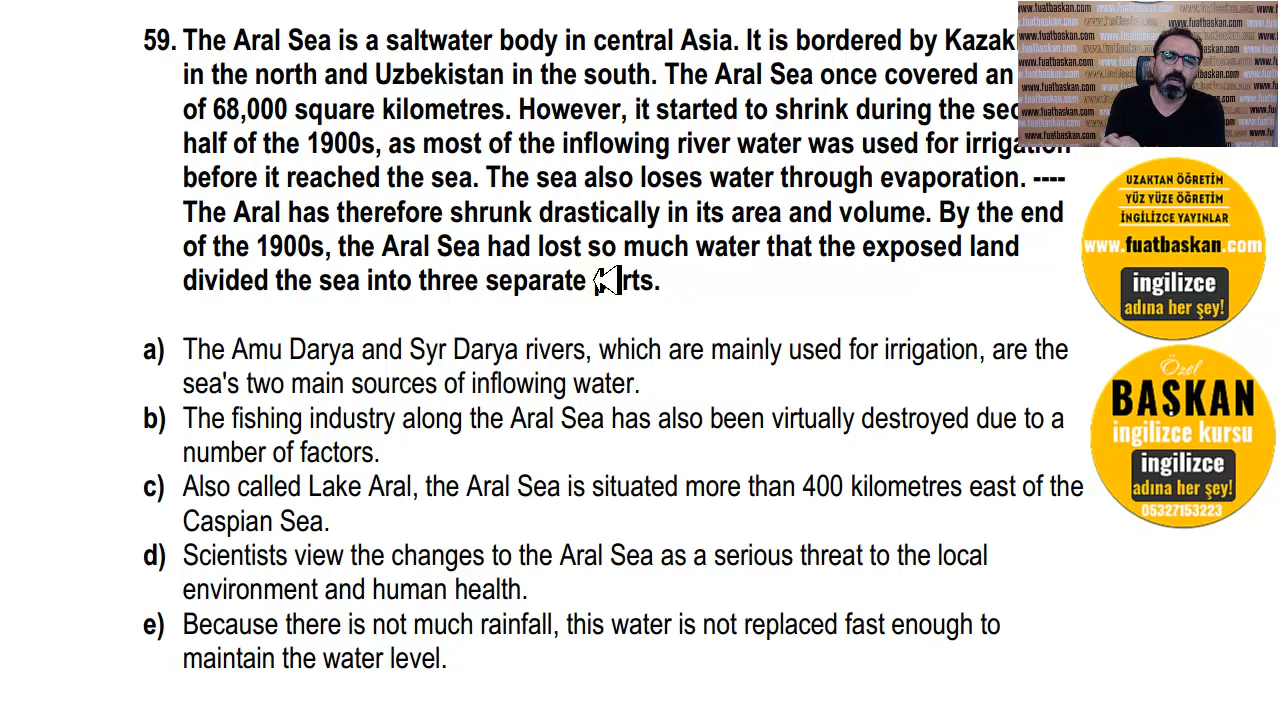 59. The Aral Sea is a saltwater body in central Asia. It is bordered by
in the north and Uzbekistan in the south. The Aral Sea once covered an
of 68,000 square kilometres. However, it started to shrink during the
half of the 1900s, as most of the inflowing river water was used for irrigation
before it reached the sea. The sea also loses water through evaporation. ----
The Aral has therefore shrunk drastically in its area and volume. By the end
of the 1900s, the Aral Sea had lost so much water that the exposed land
divided the sea into three separate
a) The Amu Darya and Syr Darya rivers, which are mainly used for irrigation, are the
sea's two main sources of inflowing water.
b) The fishing industry along the Aral Sea has also been virtually destroyed due to a
number of factors.
c) Also called Lake Aral, the Aral Sea is situated more than 400 kilometres east of the
Caspian Sea.
d) Scientists view the changes to the Aral Sea as a serious threat to the local
environment and human health.
e) Because there is not much rainfall, this water is not replaced fast enough to
maintain the water level.
www.fuatbaskan.com
UZAKTAN ÖĞRETİM
YÜZ YÜZE ÖĞRETİM
İNGİLİZCE YAYINLAR
www.fuatbaskan.com
ingilizce
adına her şey!
Özel
BAŞKAN
ingilizce kursu
ingilizce
adına her şey!
05327153223